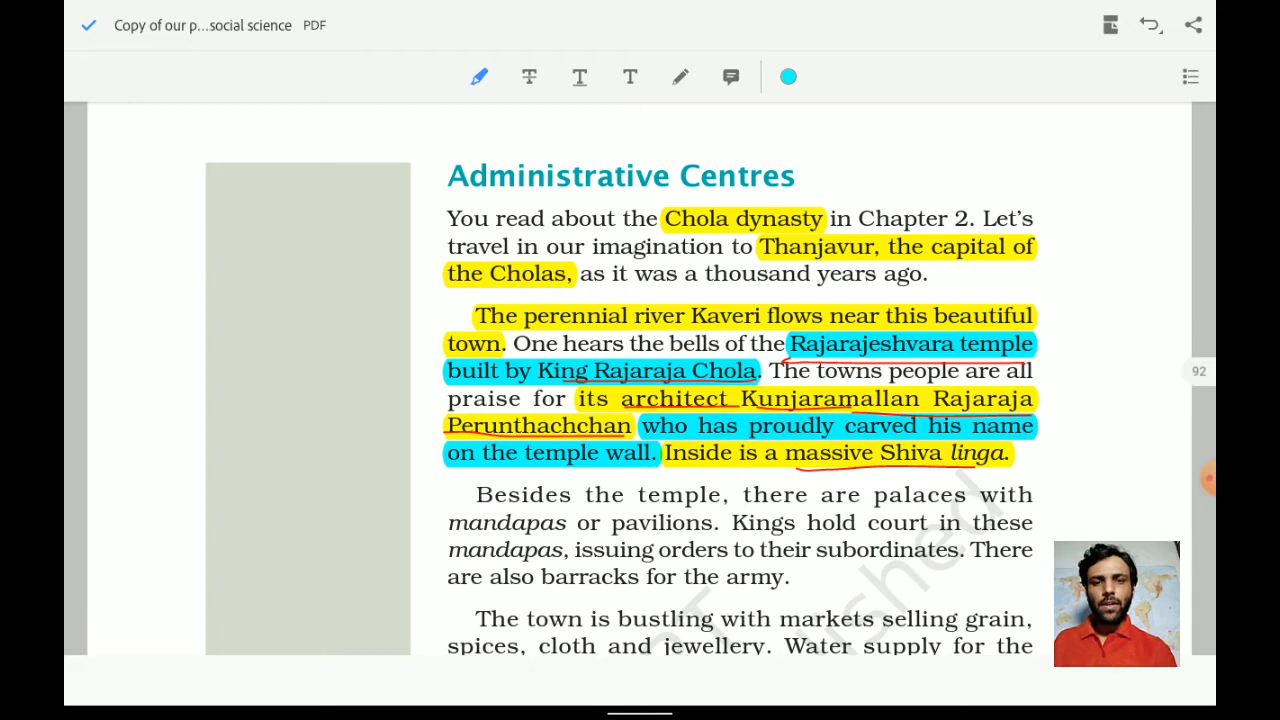 Copy of our p...social science PDF
Administrative Centres
You read about the Chola dynasty in Chapter 2. Let's
travel in our imagination to Thanjavur, the capital of
the Cholas, as it was a thousand years ago.
The perennial river Kaveri flows near this beautiful
town. One hears the bells of the Rajarajeshvara temple
built by King Rajaraja Chola. The towns people are all
praise for its architect Kunjaramallan Rajaraja
Perunthachchan who has proudly carved his name
on the temple wall. Inside is a massive Shiva linga.
92
Besides the temple, there are palaces with
mandapas or pavilions. Kings hold court in these
mandapas, issuing orders to their subordinates. There
are also barracks for the army.
The town is bustling with markets selling grain,
spices, cloth and jewellery. Water supply for the